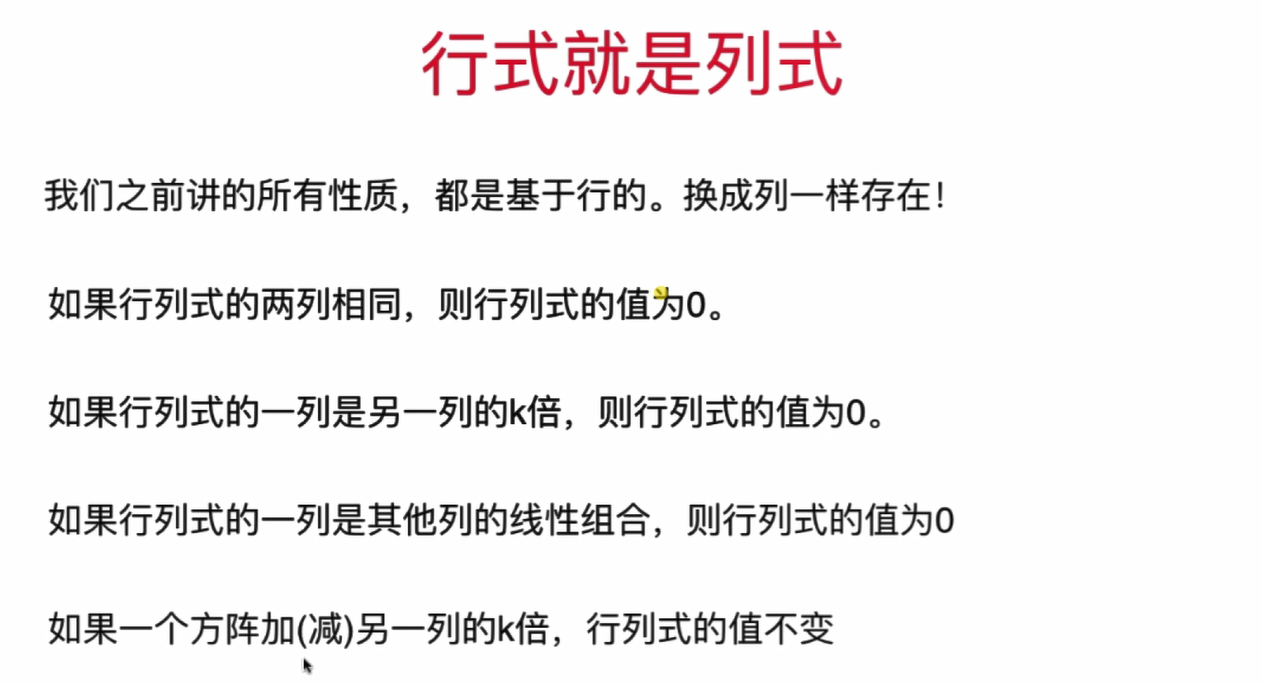 行式就是列式
我们之前讲的所有性质，都是基于行的。换成列一样存在！
如果行列式的两列相同，则行列式的值为0。
如果行列式的一列是另一列的k倍，则行列式的值为0。
如果行列式的一列是其他列的线性组合，则行列式的值为0
如果一个方阵加(减)另一列的k倍，行列式的值不变